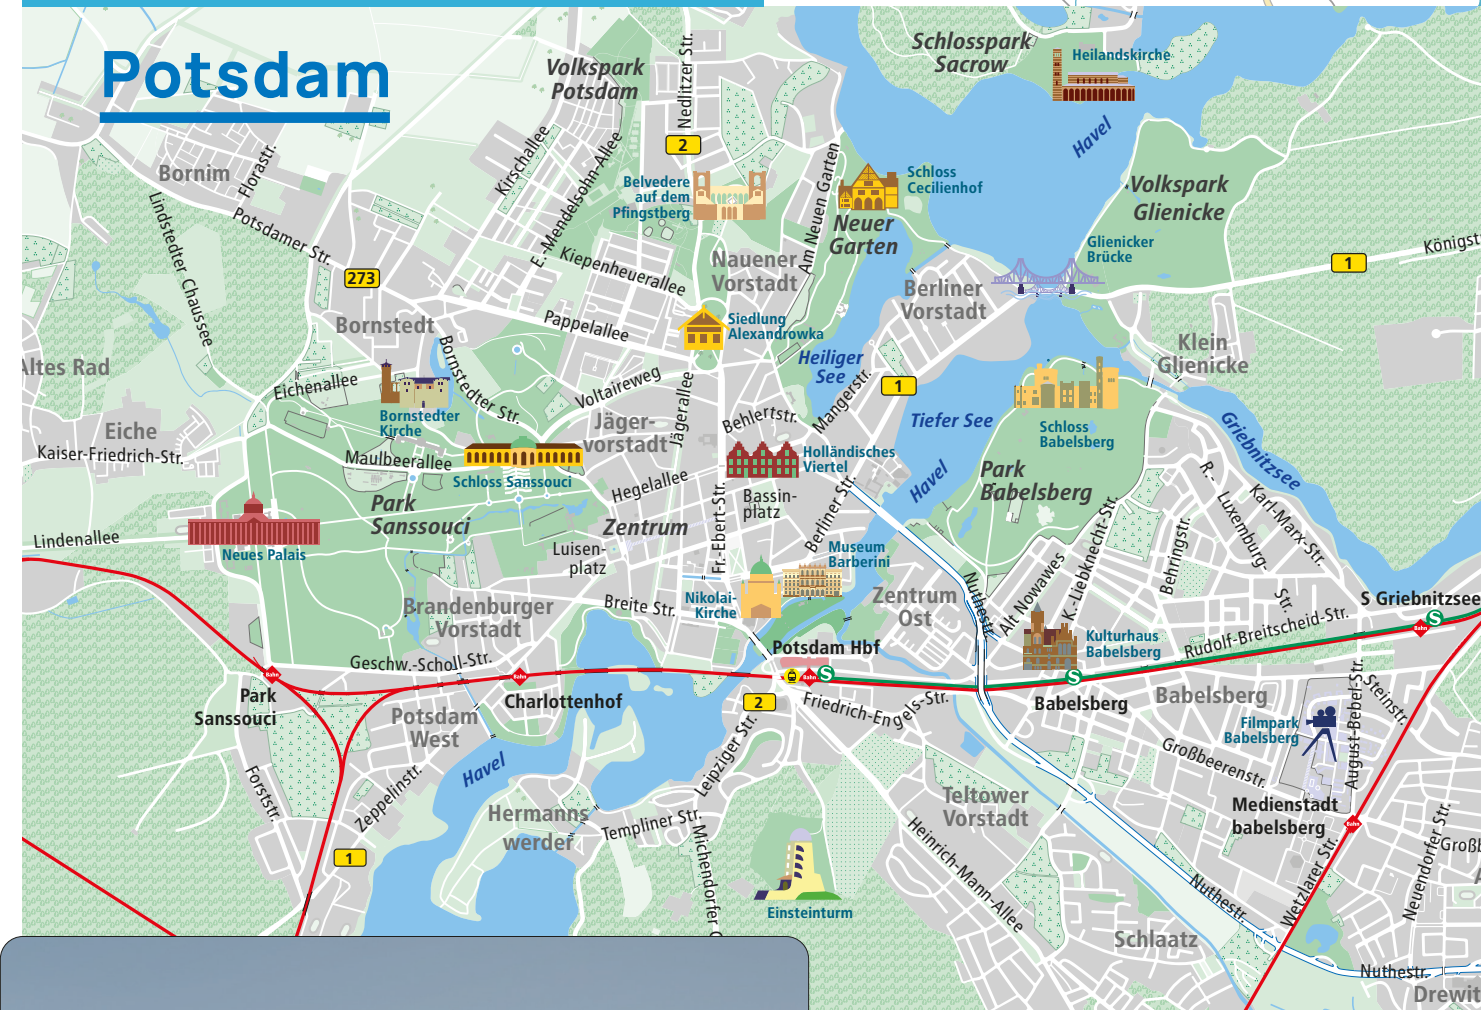 Potsdam
Volkspark
Potsdam
Schlosspark
Sacrow
Heilandskirche
Havel
Nedlitzer Str.
2
Kirschallee
E.-Mendelsohn-Allee
Bornim
Florastr.
Potsdamer Str.
Lindstedter Chaussee
273
Belvedere
auf dem
Pfingstberg
Am Neuen Garten
Schloss
Cecilienhof
Neuer
Garten
Volkspark
Glienicke
Glienicker
Brücke
Königst
1
Kiepenheuerallee
Nauener
Vorstadt
Berliner
Vorstadt
Bornstedt
Pappelallee
Siedlung
Alexandrowka
Heiliger
See
Klein
Glienicke
Altes Rad
Eichenallee
Bornstedter Str.
Voltaireweg
Jägerallee
Behlertstr.
Mangerstr.
1
Tiefer See
Schloss
Babelsberg
Griebnitzsee
Bornstedter
Kirche
Jäger-
vorstadt
Eiche
Kaiser-Friedrich-Str.
Maulbeerallee
Schloss Sanssouci
Holländisches
Viertel
Havel
Park
Babelsberg
R.-
Luxemburg-
Str.
Karl-Marx-Str.
Hegelallee
Bassin-
platz
Park
Sanssouci
Zentrum
Fr.-Ebert-Str.
Berliner Str.
Lindenallee
Neues Palais
Luisen-
platz
Museum
Barberini
K.-Liebknecht-Str.
Behringstr.
Alt Nowawes
Nuthestr.
Brandenburger
Vorstadt
Breite Str.
Nikolai-
Kirche
Zentrum
Ost
S Griebnitzsee
Bahn
S
Rudolf-Breitscheid-Str.
Kulturhaus
Babelsberg
Potsdam Hbf
Bahn
S
Geschw.-Scholl-Str.
Bahn
Park
Sanssouci
Bahn
Charlottenhof
2
Friedrich-Engels-Str.
S
Babelsberg
Babelsberg
Filmpark
Babelsberg
August-Bebel-Str.
Steinstr.
Potsdam
West
Havel
Leipziger Str.
Großbeerenstr.
Forststr.
Zeppelinstr.
Hermanns
werder
Templiner Str.
Teltower
Vorstadt
Medienstadt
babelsberg
Bahn
1
Michendorfer C
Heinrich-Mann-Allee
Einsteinturm
Nuthestr.
Wetzlarer Str.
Neuendorfer Str.
Großb
Schlaatz
Nuthestr.
Drewit